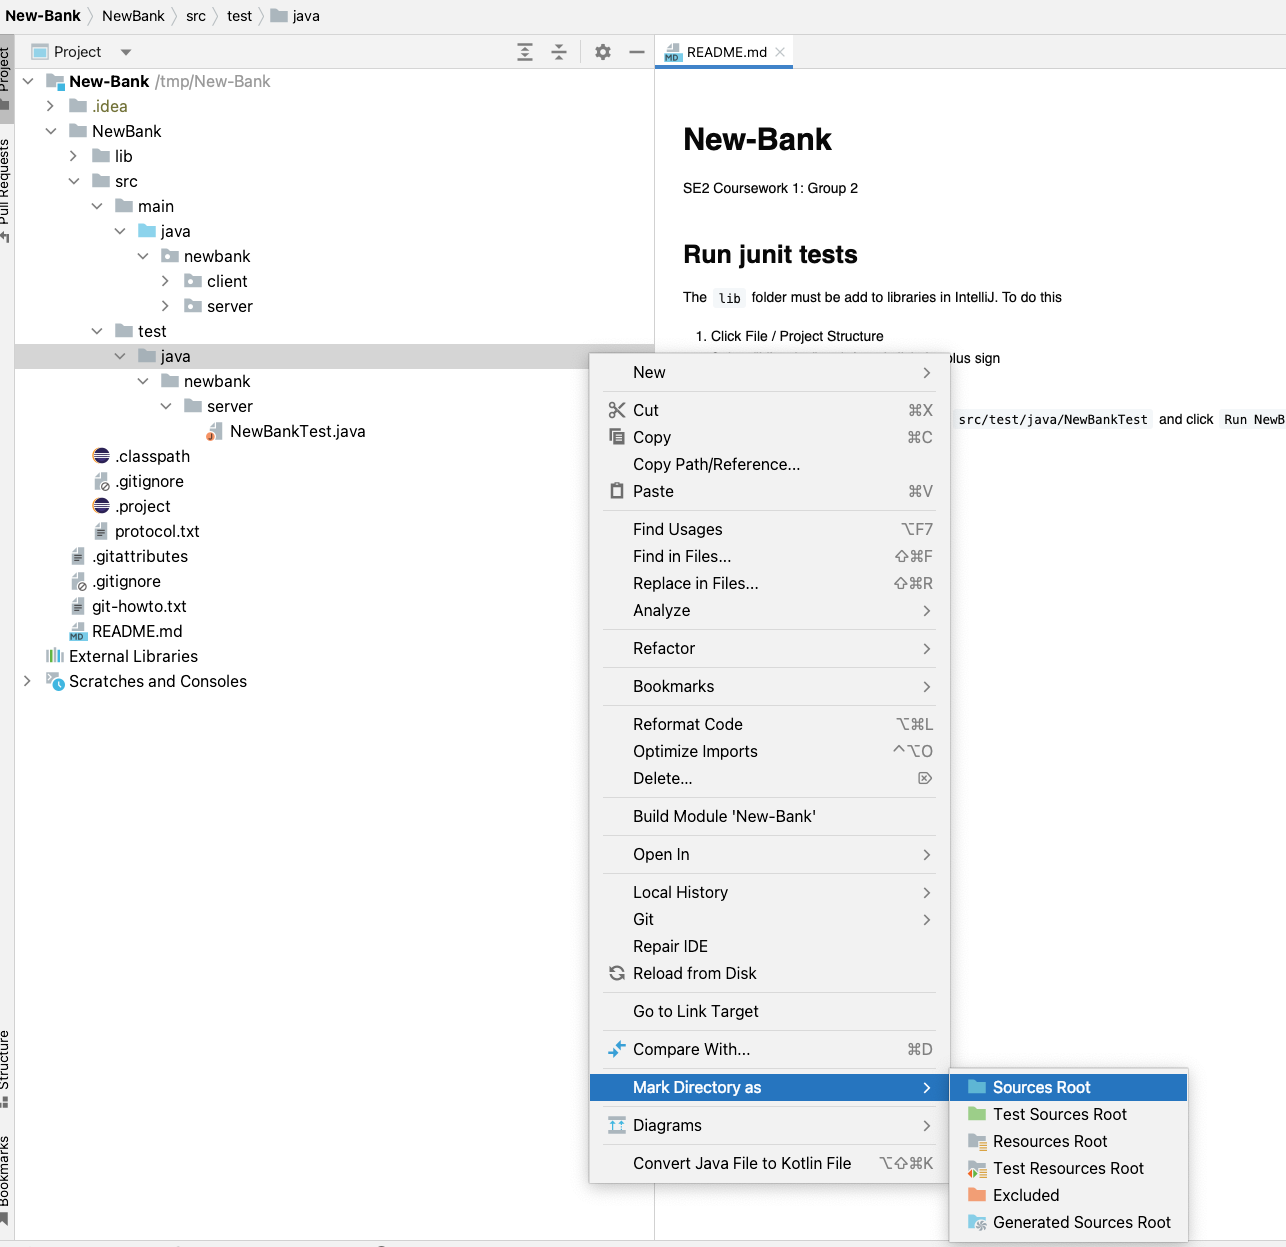 New-Bank NewBank src test java
Project
Project
README.md
New-Bank /tmp/New-Bank
.idea
NewBank
lib
src
main
java
newbank
client
server
test
java
newbank
server
NewBankTest.java
.classpath
.gitignore
.project
protocol.txt
.gitattributes
.gitignore
git-howto.txt
README.md
External Libraries
Scratches and Consoles
Pull Requests
Structure
Bookmarks
New-Bank
SE2 Coursework 1: Group 2
Run junit tests
The lib folder must be add to libraries in IntelliJ. To do this
1. Click File / Project Structure
plus sign
src/test/java/NewBankTest and click Run NewB
New
Cut ⌘X
Copy ⌘C
Copy Path/Reference...
Paste ⌘V
Find Usages ⌥F7
Find in Files... ⇧⌘F
Replace in Files... ⇧⌘R
Analyze
Refactor
Bookmarks
Reformat Code ⌥⌘L
Optimize Imports ^⌥O
Delete... ⌦
Build Module 'New-Bank'
Open In
Local History
Git
Repair IDE
Reload from Disk
Go to Link Target
Compare With... ⌘D
Mark Directory as
Diagrams
Convert Java File to Kotlin File ⌥⇧⌘K
Sources Root
Test Sources Root
Resources Root
Test Resources Root
Excluded
Generated Sources Root